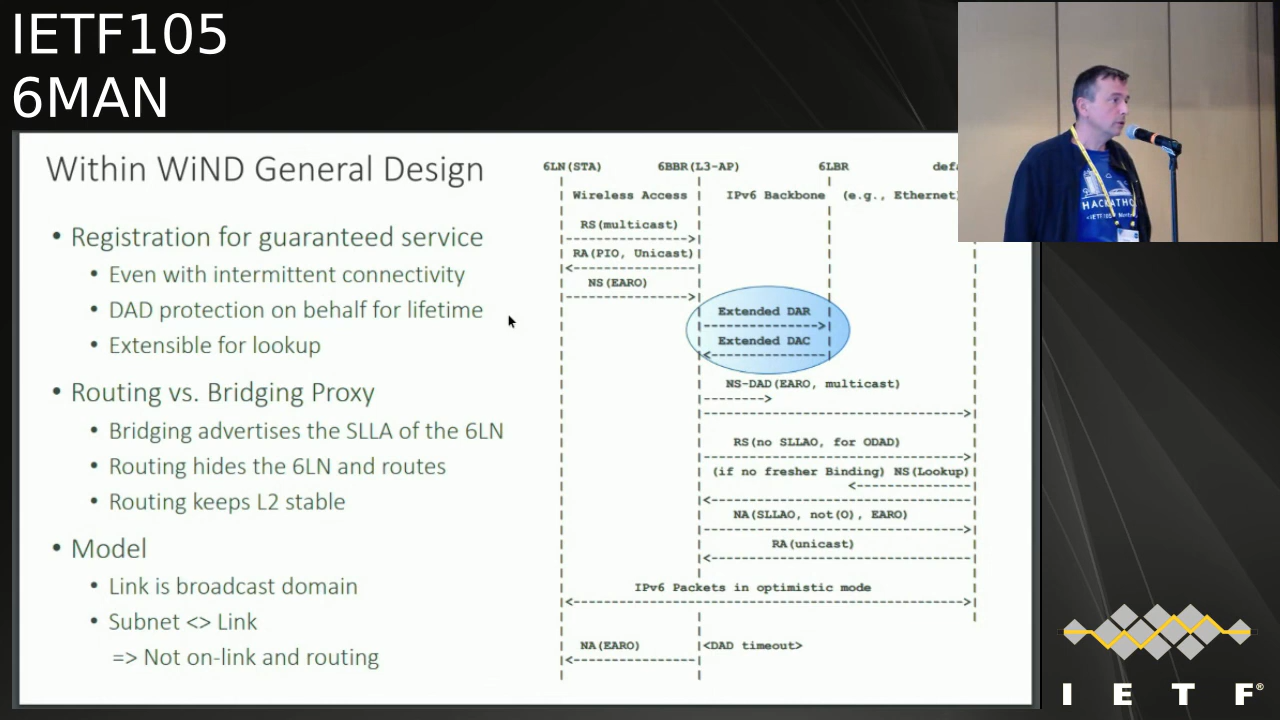 IETF105
6MAN
Within WiND General Design
• Registration for guaranteed service
• Even with intermittent connectivity
• DAD protection on behalf for lifetime
• Extensible for lookup
• Routing vs. Bridging Proxy
• Bridging advertises the SLLA of the 6LN
• Routing hides the 6LN and routes
• Routing keeps L2 stable
• Model
• Link is broadcast domain
• Subnet <> Link
=> Not on-link and routing
6LN(STA) 6BBR(L3-AP) 6LBR defa
Wireless Access IPv6 Backbone (e.g., Ethernet)
RS(multicast)
RA(PIO, Unicast)
NS(EARO)
Extended DAR
Extended DAC
NS-DAD(EARO, multicast)
RS(no SLLAO, for ODAD)
(if no fresher Binding) NS(Lookup)
NA(SLLAO, not(O), EARO)
RA(unicast)
IPv6 Packets in optimistic mode
NA(EARO) <DAD timeout>
HACKATHO
IETF®